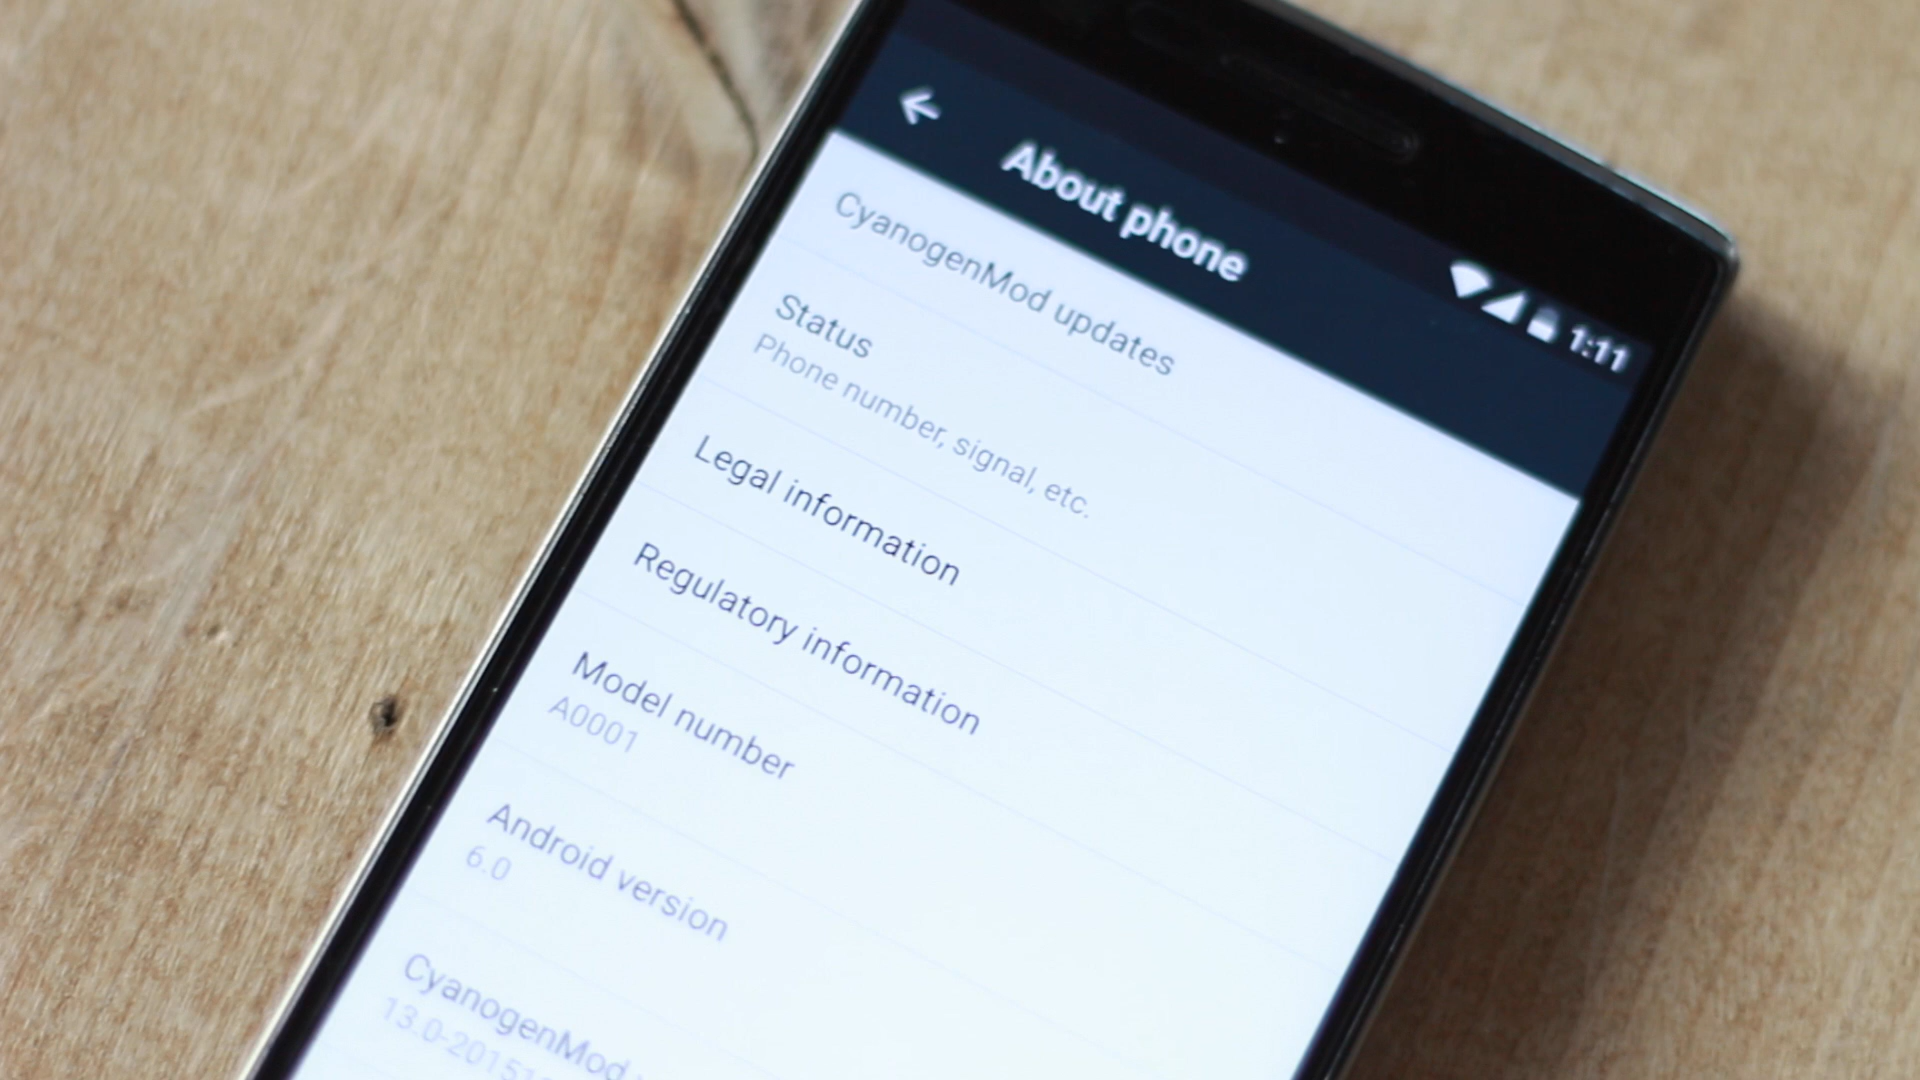 1:11
About phone
CyanogenMod updates
Status
Phone number, signal, etc.
Legal information
Regulatory information
Model number
A0001
Android version
6.0
CyanogenMod